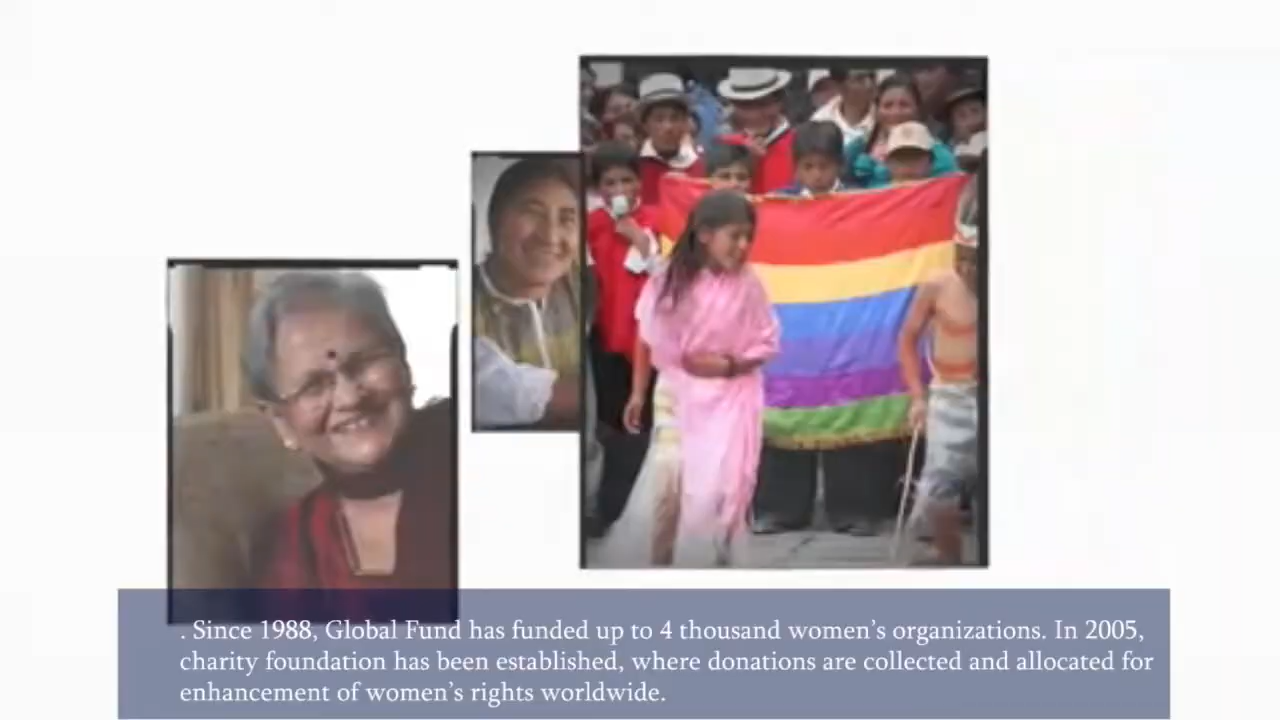 . Since 1988, Global Fund has funded up to 4 thousand women’s organizations. In 2005,
charity foundation has been established, where donations are collected and allocated for
enhancement of women’s rights worldwide.